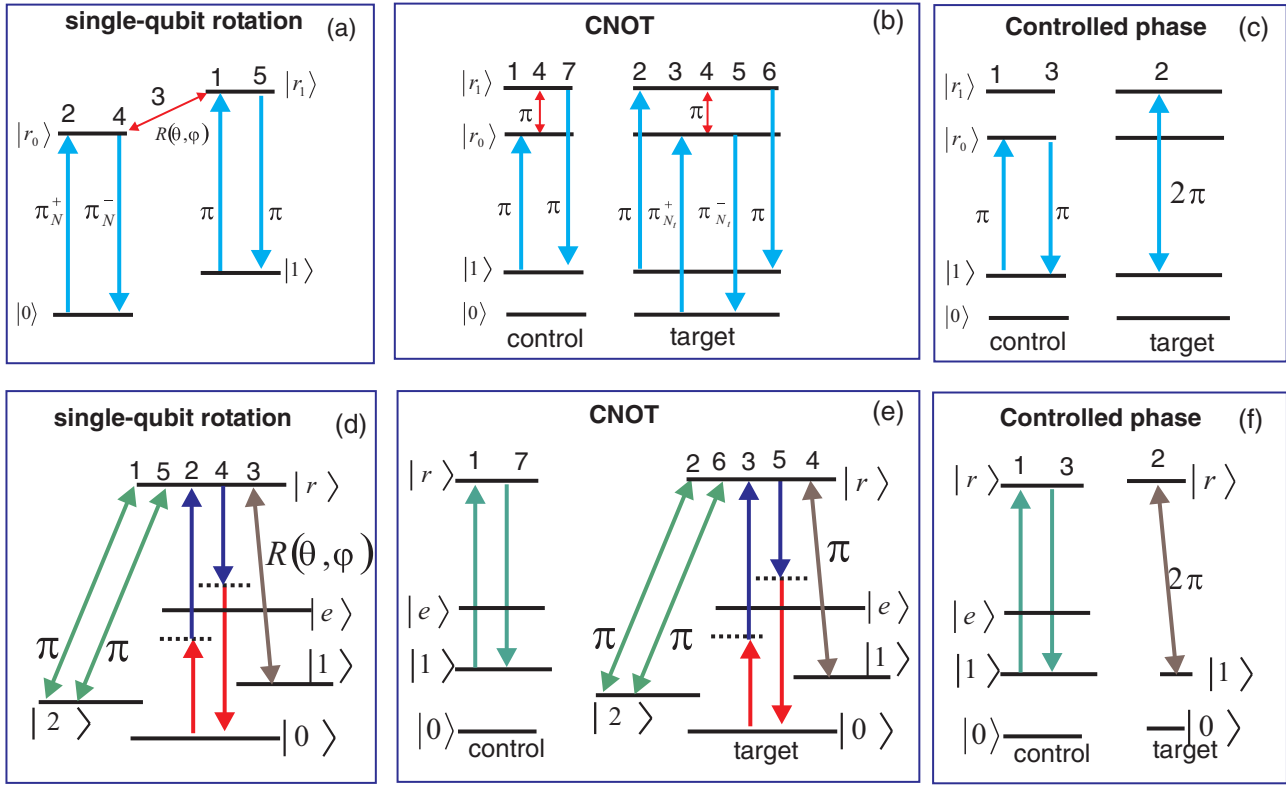 single-qubit rotation (a)
1 5 |r₁⟩
3
2 4
|r₀⟩ R(θ,φ)
π_N^+ π_N^- π π
|1⟩
|0⟩
CNOT (b)
1 4 7 2 3 4 5 6
|r₁⟩
π π
|r₀⟩
π π π π_{N_t}^+ π_{N_t}^- π
|1⟩
|0⟩
control target
Controlled phase (c)
1 3 2
|r₁⟩
|r₀⟩
π π 2π
|1⟩
|0⟩
control target
single-qubit rotation (d)
1 5 2 4 3
|r⟩
R(θ,φ)
|e⟩
π π
|1⟩
|2⟩
|0⟩
CNOT (e)
1 7 2 6 3 5 4
|r⟩ |r⟩
π
|e⟩ |e⟩
π π
|1⟩ |1⟩
|2⟩
|0⟩ |0⟩
control target
Controlled phase (f)
1 3 2
|r⟩ |r⟩
2π
|e⟩
|1⟩ |1⟩
|0⟩ |0⟩
control target